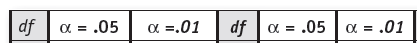 df α = .05 α =.01 df α = .05 α = .01